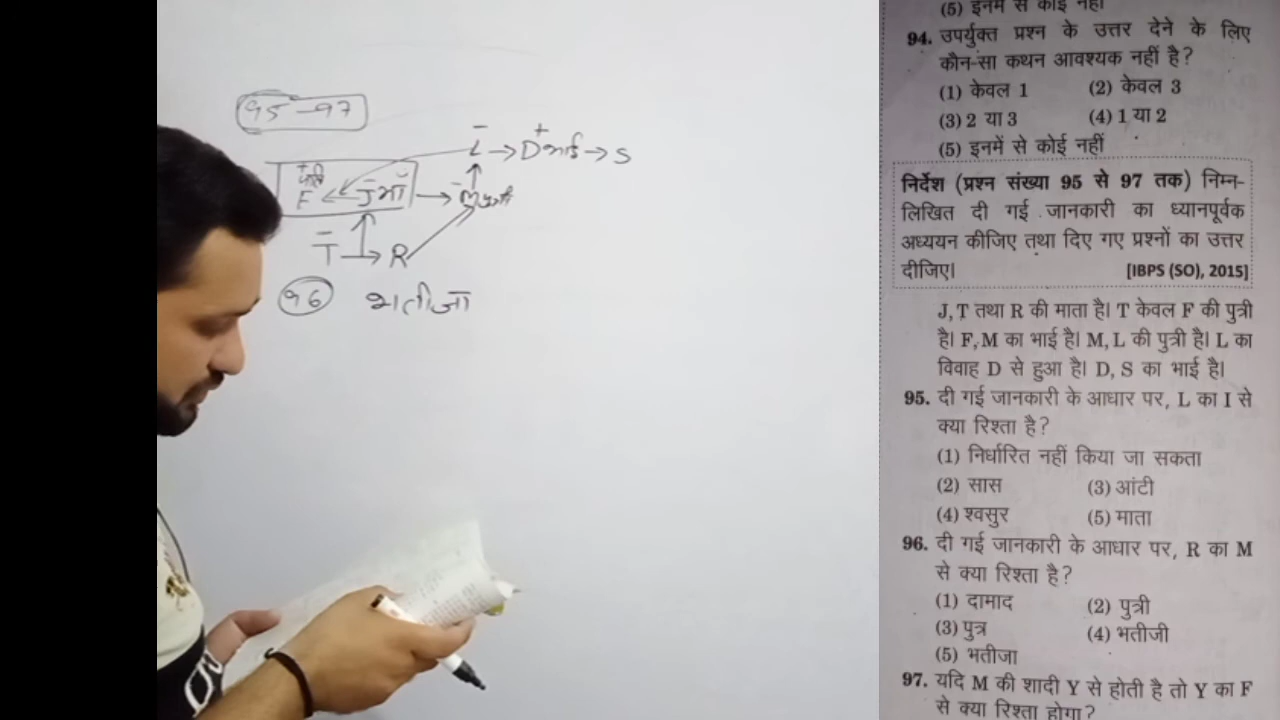 95-97
- + L → D भाई → S
+ पति F ← J माँ → M पुत्री
- T → R
96 भतीजा
(5) इनमें से कोई नहीं
94. उपर्युक्त प्रश्न के उत्तर देने के लिए
कौन-सा कथन आवश्यक नहीं है?
(1) केवल 1 (2) केवल 3
(3) 2 या 3 (4) 1 या 2
(5) इनमें से कोई नहीं
निर्देश (प्रश्न संख्या 95 से 97 तक) निम्न-
लिखित दी गई जानकारी का ध्यानपूर्वक
अध्ययन कीजिए तथा दिए गए प्रश्नों का उत्तर
दीजिए। [IBPS (SO), 2015]
J, T तथा R की माता है। T केवल F की पुत्री
है। F, M का भाई है। M, L की पुत्री है। L का
विवाह D से हुआ है। D, S का भाई है।
95. दी गई जानकारी के आधार पर, L का I से
क्या रिश्ता है?
(1) निर्धारित नहीं किया जा सकता
(2) सास (3) आंटी
(4) श्वसुर (5) माता
96. दी गई जानकारी के आधार पर, R का M
से क्या रिश्ता है?
(1) दामाद (2) पुत्री
(3) पुत्र (4) भतीजी
(5) भतीजा
97. यदि M की शादी Y से होती है तो Y का F
से क्या रिश्ता होगा?